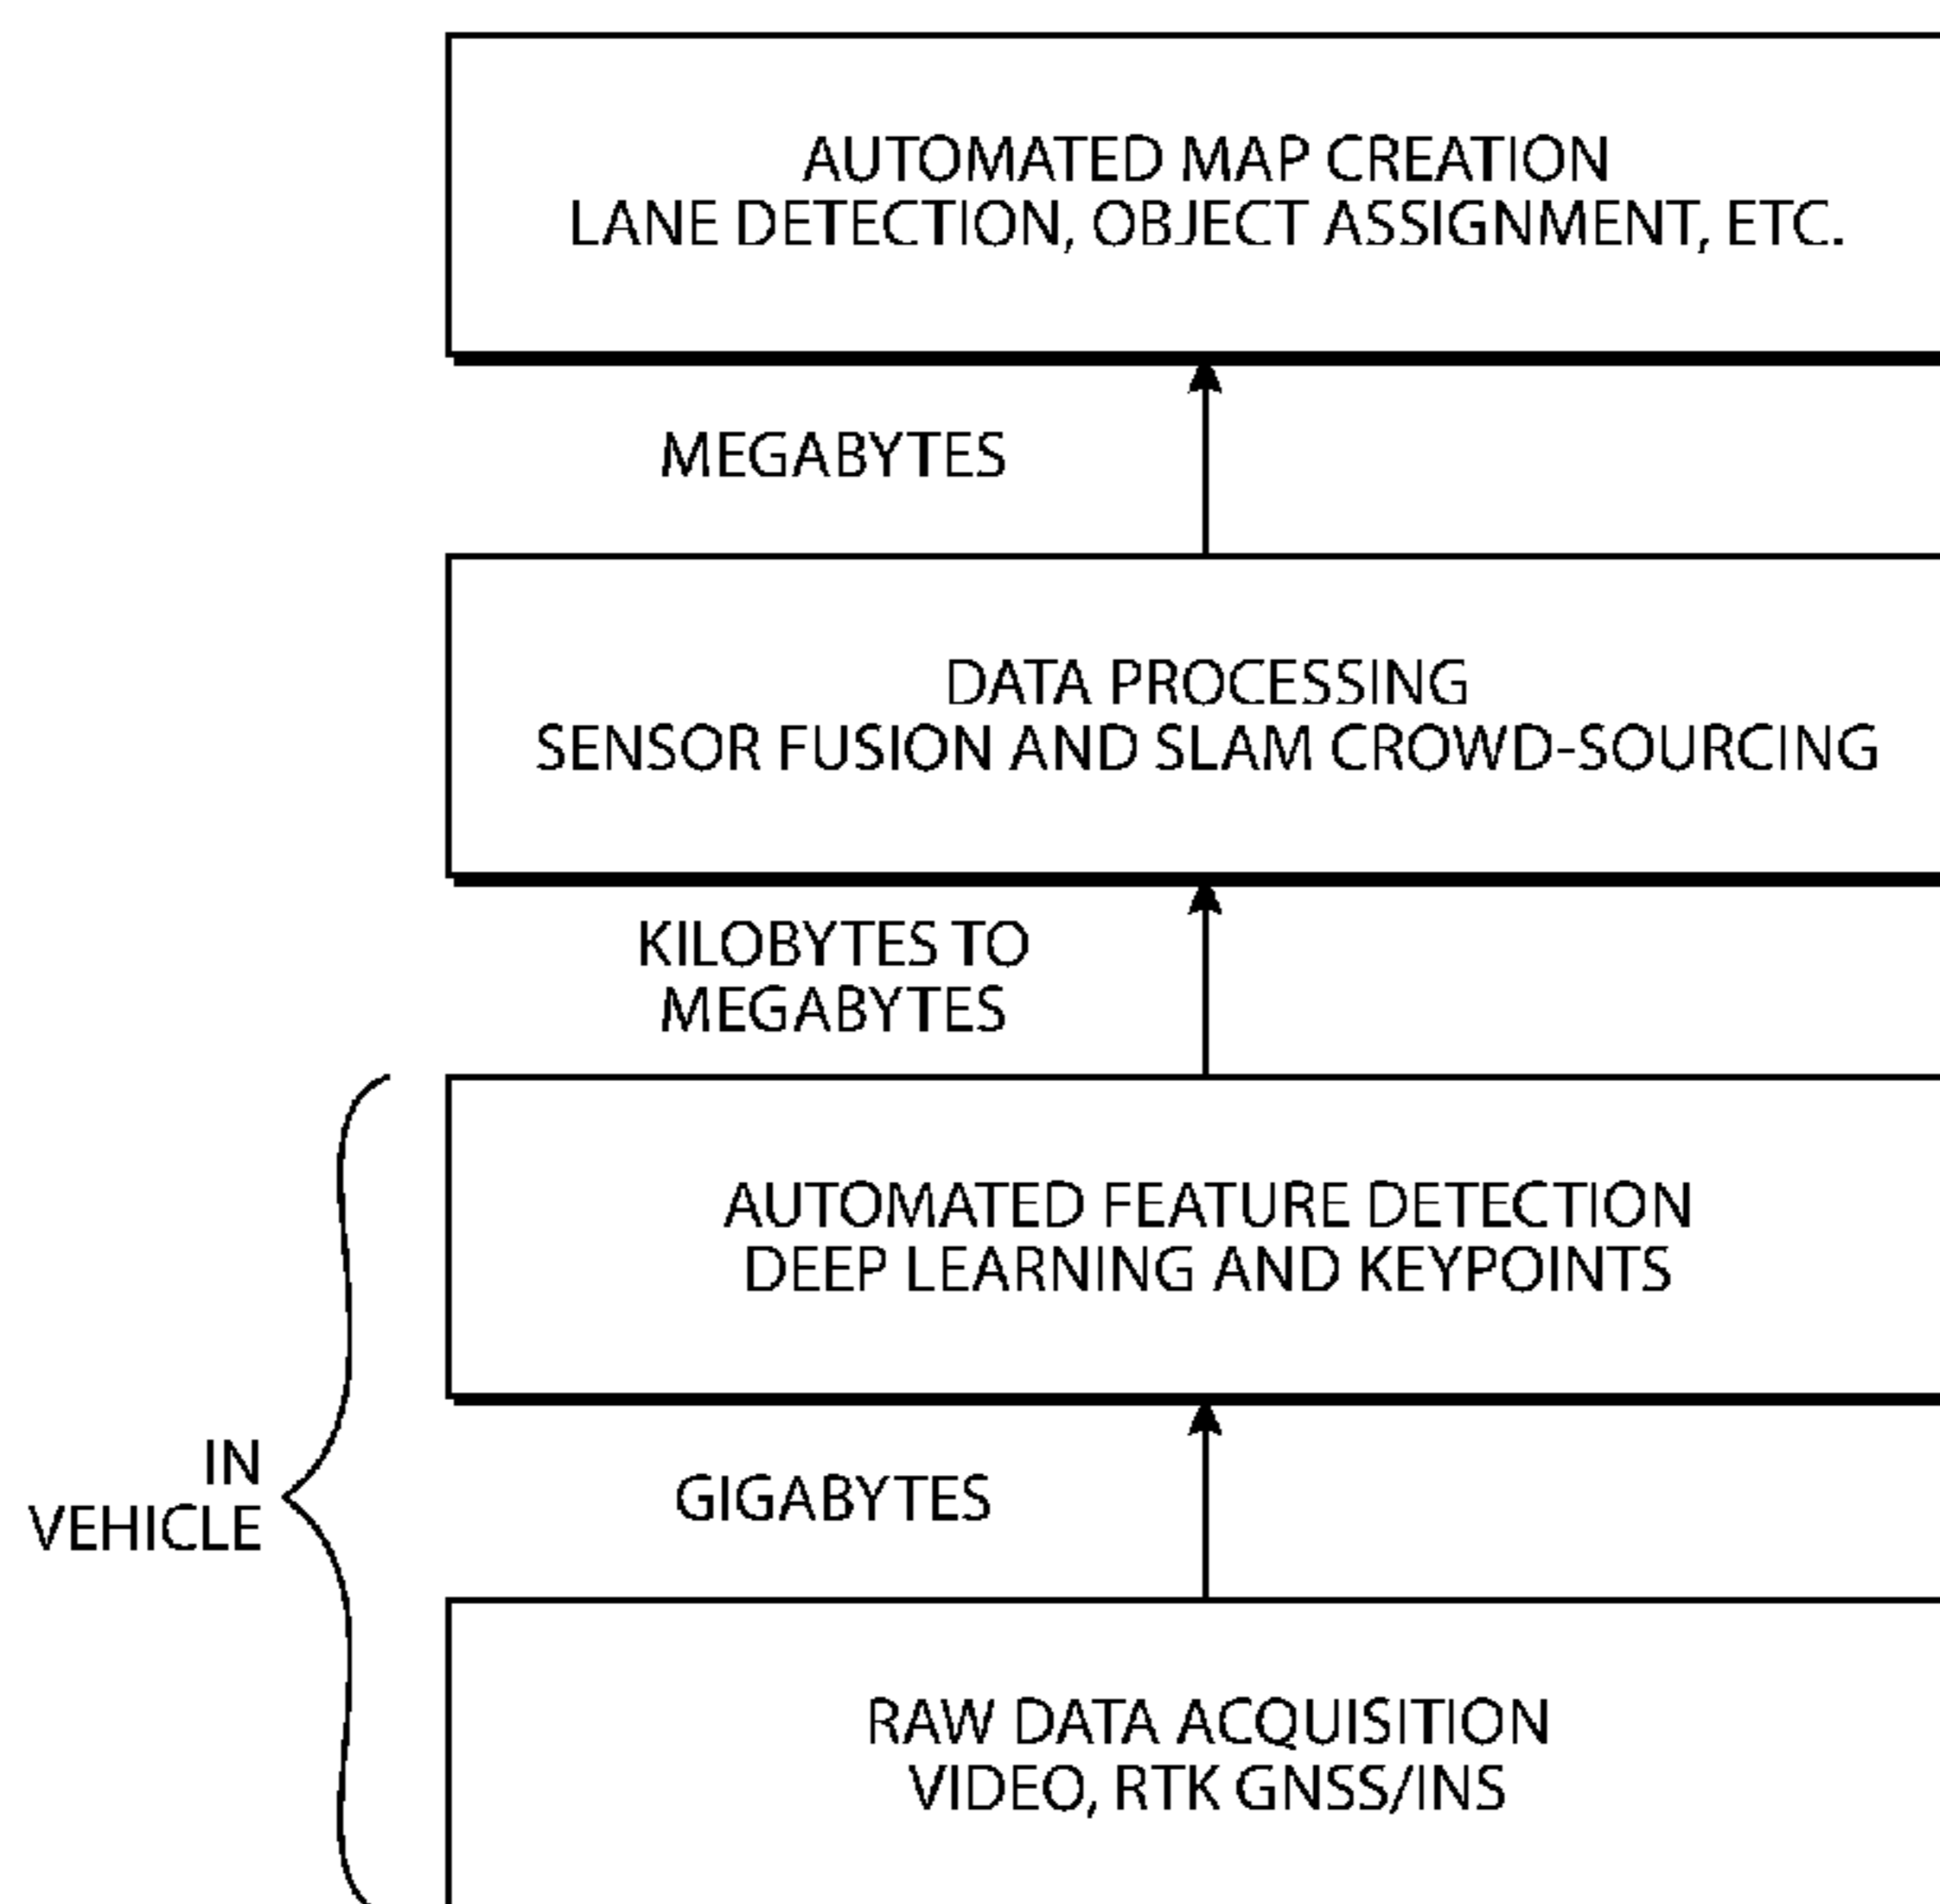 AUTOMATED MAP CREATION
LANE DETECTION, OBJECT ASSIGNMENT, ETC.
MEGABYTES
DATA PROCESSING
SENSOR FUSION AND SLAM CROWD-SOURCING
KILOBYTES TO
MEGABYTES
AUTOMATED FEATURE DETECTION
DEEP LEARNING AND KEYPOINTS
IN
VEHICLE
GIGABYTES
RAW DATA ACQUISITION
VIDEO, RTK GNSS/INS